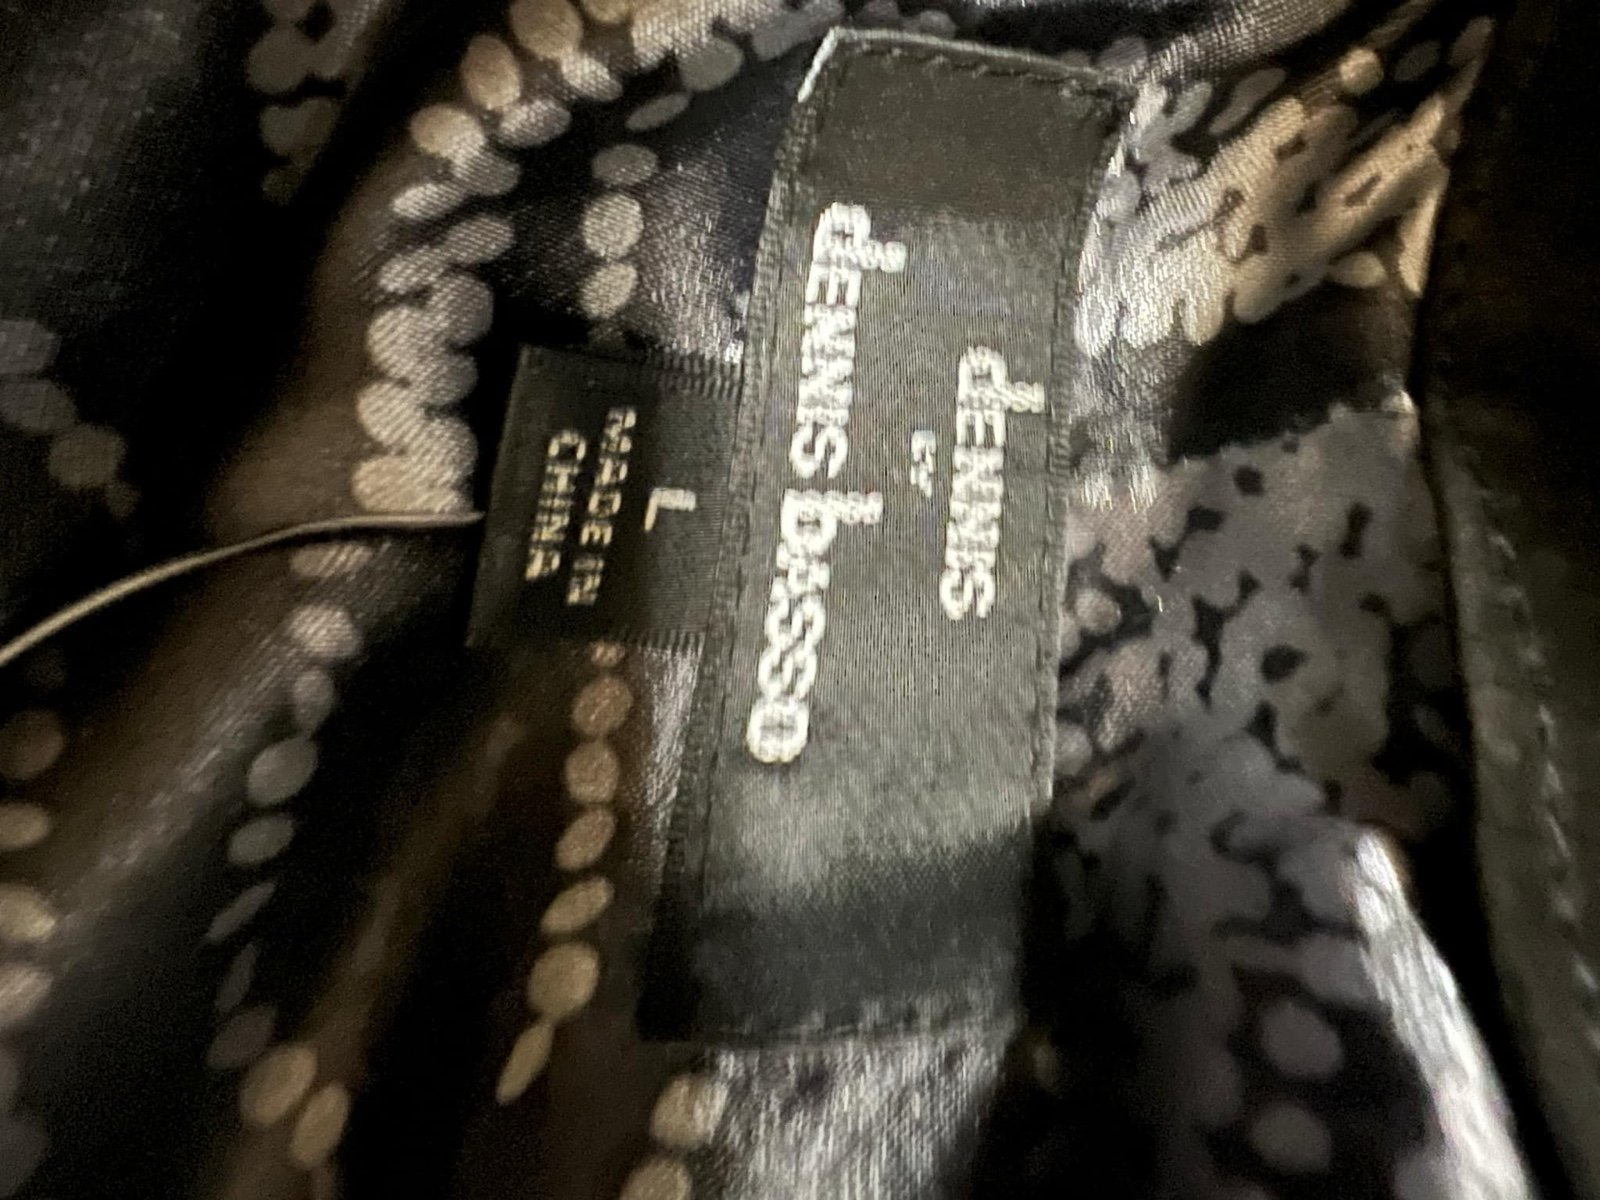 dENNIS
BY
dENNIS bASSO
L
MADE IN
CHINA